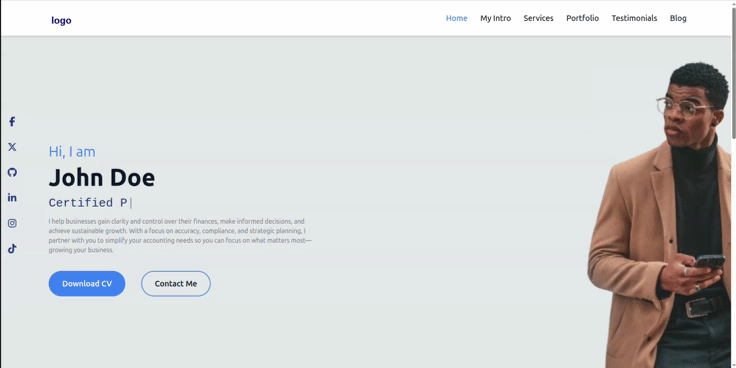 logo
Home My Intro Services Portfolio Testimonials Blog
Hi, I am
John Doe
Certified P|
I help businesses gain clarity and control over their finances, make informed decisions, and
achieve sustainable growth. With a focus on accuracy, compliance, and strategic planning, I
partner with you to simplify your accounting needs so you can focus on what matters most—
growing your business.
Download CV Contact Me